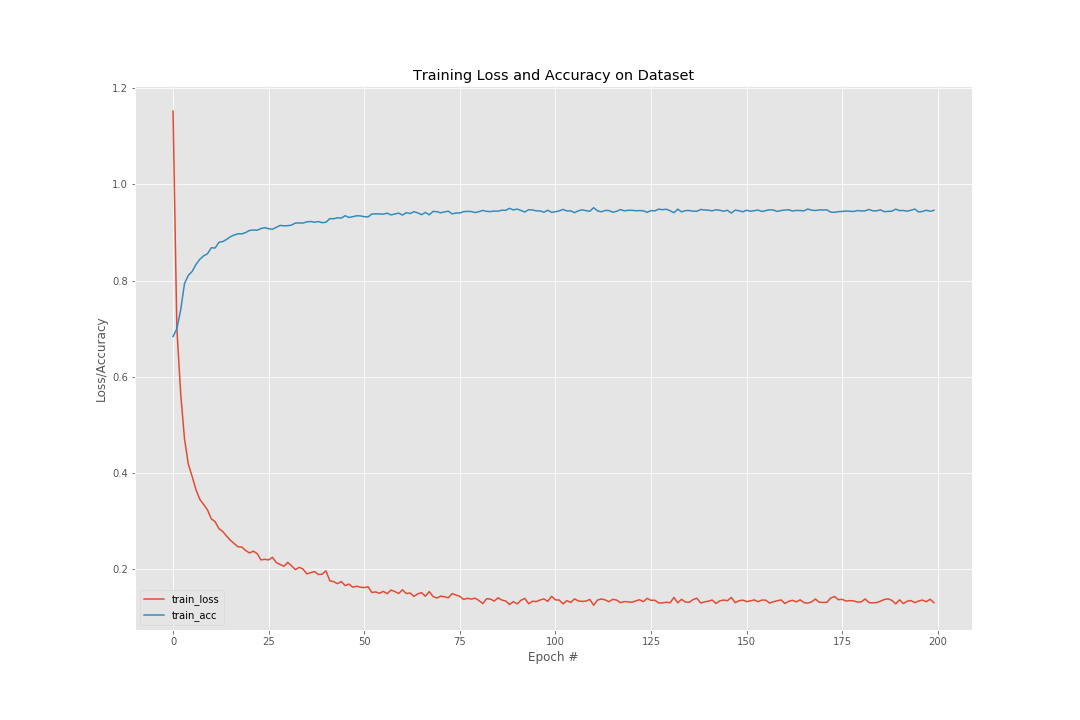 Training Loss and Accuracy on Dataset
1.2
1.0
0.8
0.6
0.4
0.2
Loss/Accuracy
train_loss
train_acc
0 25 50 75 100 125 150 175 200
Epoch #